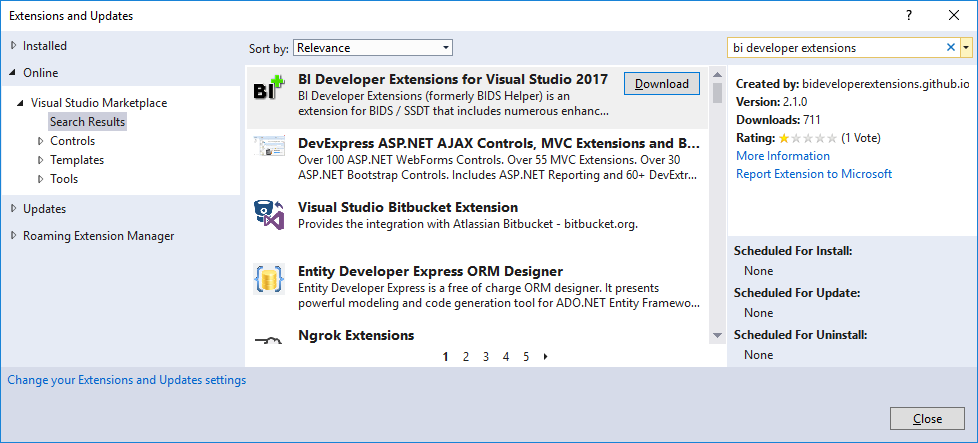 Extensions and Updates
?
Installed
Online
Visual Studio Marketplace
Search Results
Controls
Templates
Tools
Updates
Roaming Extension Manager
Sort by: Relevance
BI
BI Developer Extensions for Visual Studio 2017
Download
BI Developer Extensions (formerly BIDS Helper) is an
extension for BIDS / SSDT that includes numerous enhanc...
DevExpress ASP.NET AJAX Controls, MVC Extensions and B...
Over 100 ASP.NET WebForms Controls. Over 55 MVC Extensions. Over 30
ASP.NET Bootstrap Controls. Includes ASP.NET Reporting and 60+ DevExtr...
Visual Studio Bitbucket Extension
Provides the integration with Atlassian Bitbucket - bitbucket.org.
Entity Developer Express ORM Designer
Entity Developer Express is a free of charge ORM designer. It presents
powerful modeling and code generation tool for ADO.NET Entity Framewo...
Ngrok Extensions
1 2 3 4 5
bi developer extensions
Created by: bideveloperextensions.github.io
Version: 2.1.0
Downloads: 711
Rating: (1 Vote)
More Information
Report Extension to Microsoft
Scheduled For Install:
None
Scheduled For Update:
None
Scheduled For Uninstall:
None
Change your Extensions and Updates settings
Close